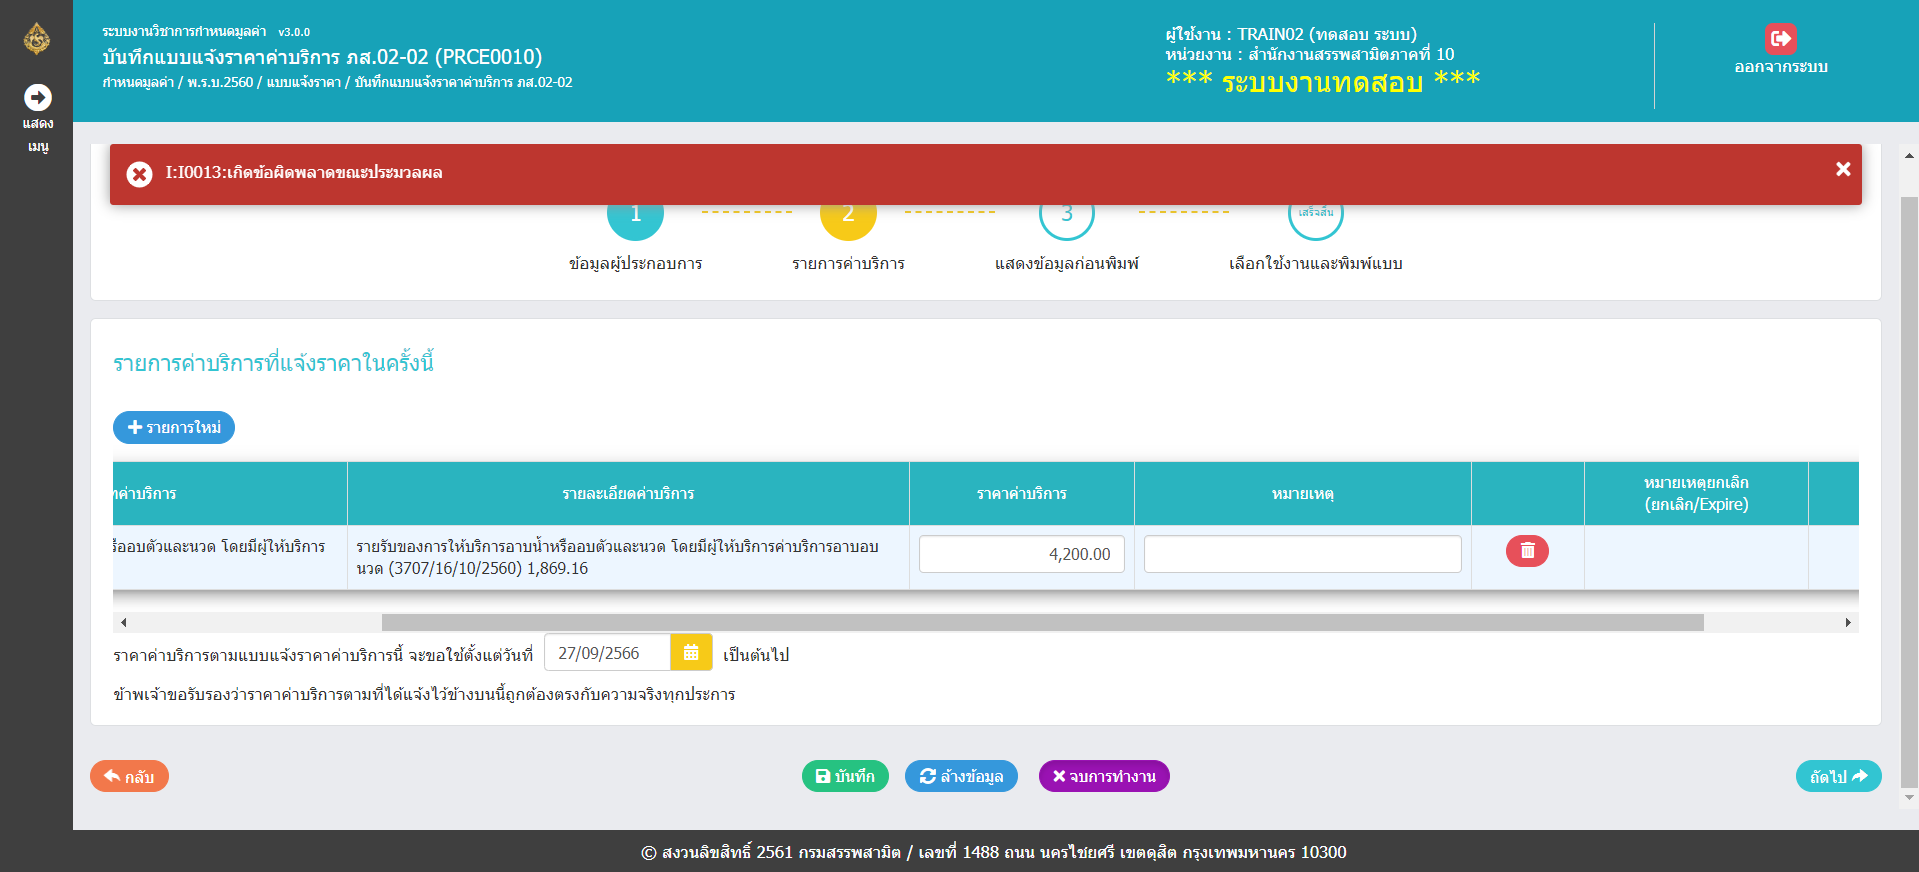 ระบบงานวิชาการกำหนดมูลค่า v3.0.0
บันทึกแบบแจ้งราคาค่าบริการ ภส.02-02 (PRCE0010)
กำหนดมูลค่า / พ.ร.บ.2560 / แบบแจ้งราคา / บันทึกแบบแจ้งราคาค่าบริการ ภส.02-02
ผู้ใช้งาน : TRAIN02 (ทดสอบ ระบบ)
หน่วยงาน : สำนักงานสรรพสามิตภาคที่ 10
*** ระบบงานทดสอบ ***
ออกจากระบบ
แสดง
เมนู
I:I0013:เกิดข้อผิดพลาดขณะประมวลผล
1 2 3 เสร็จสิ้น
ข้อมูลผู้ประกอบการ รายการค่าบริการ แสดงข้อมูลก่อนพิมพ์ เลือกใช้งานและพิมพ์แบบ
รายการค่าบริการที่แจ้งราคาในครั้งนี้
รายการใหม่
ค่าบริการ รายละเอียดค่าบริการ ราคาค่าบริการ หมายเหตุ หมายเหตุยกเลิก
(ยกเลิก/Expire)
รืออบตัวและนวด โดยมีผู้ให้บริการ รายรับของการให้บริการอาบน้ำหรืออบตัวและนวด โดยมีผู้ให้บริการค่าบริการอาบอบ
นวด (3707/16/10/2560) 1,869.16
4,200.00
ราคาค่าบริการตามแบบแจ้งราคาค่าบริการนี้ จะขอใช้ตั้งแต่วันที่ 27/09/2566 เป็นต้นไป
ข้าพเจ้าขอรับรองว่าราคาค่าบริการตามที่ได้แจ้งไว้ข้างบนนี้ถูกต้องตรงกับความจริงทุกประการ
กลับ บันทึก ล้างข้อมูล จบการทำงาน ถัดไป
© สงวนลิขสิทธิ์ 2561 กรมสรรพสามิต / เลขที่ 1488 ถนน นครไชยศรี เขตดุสิต กรุงเทพมหานคร 10300